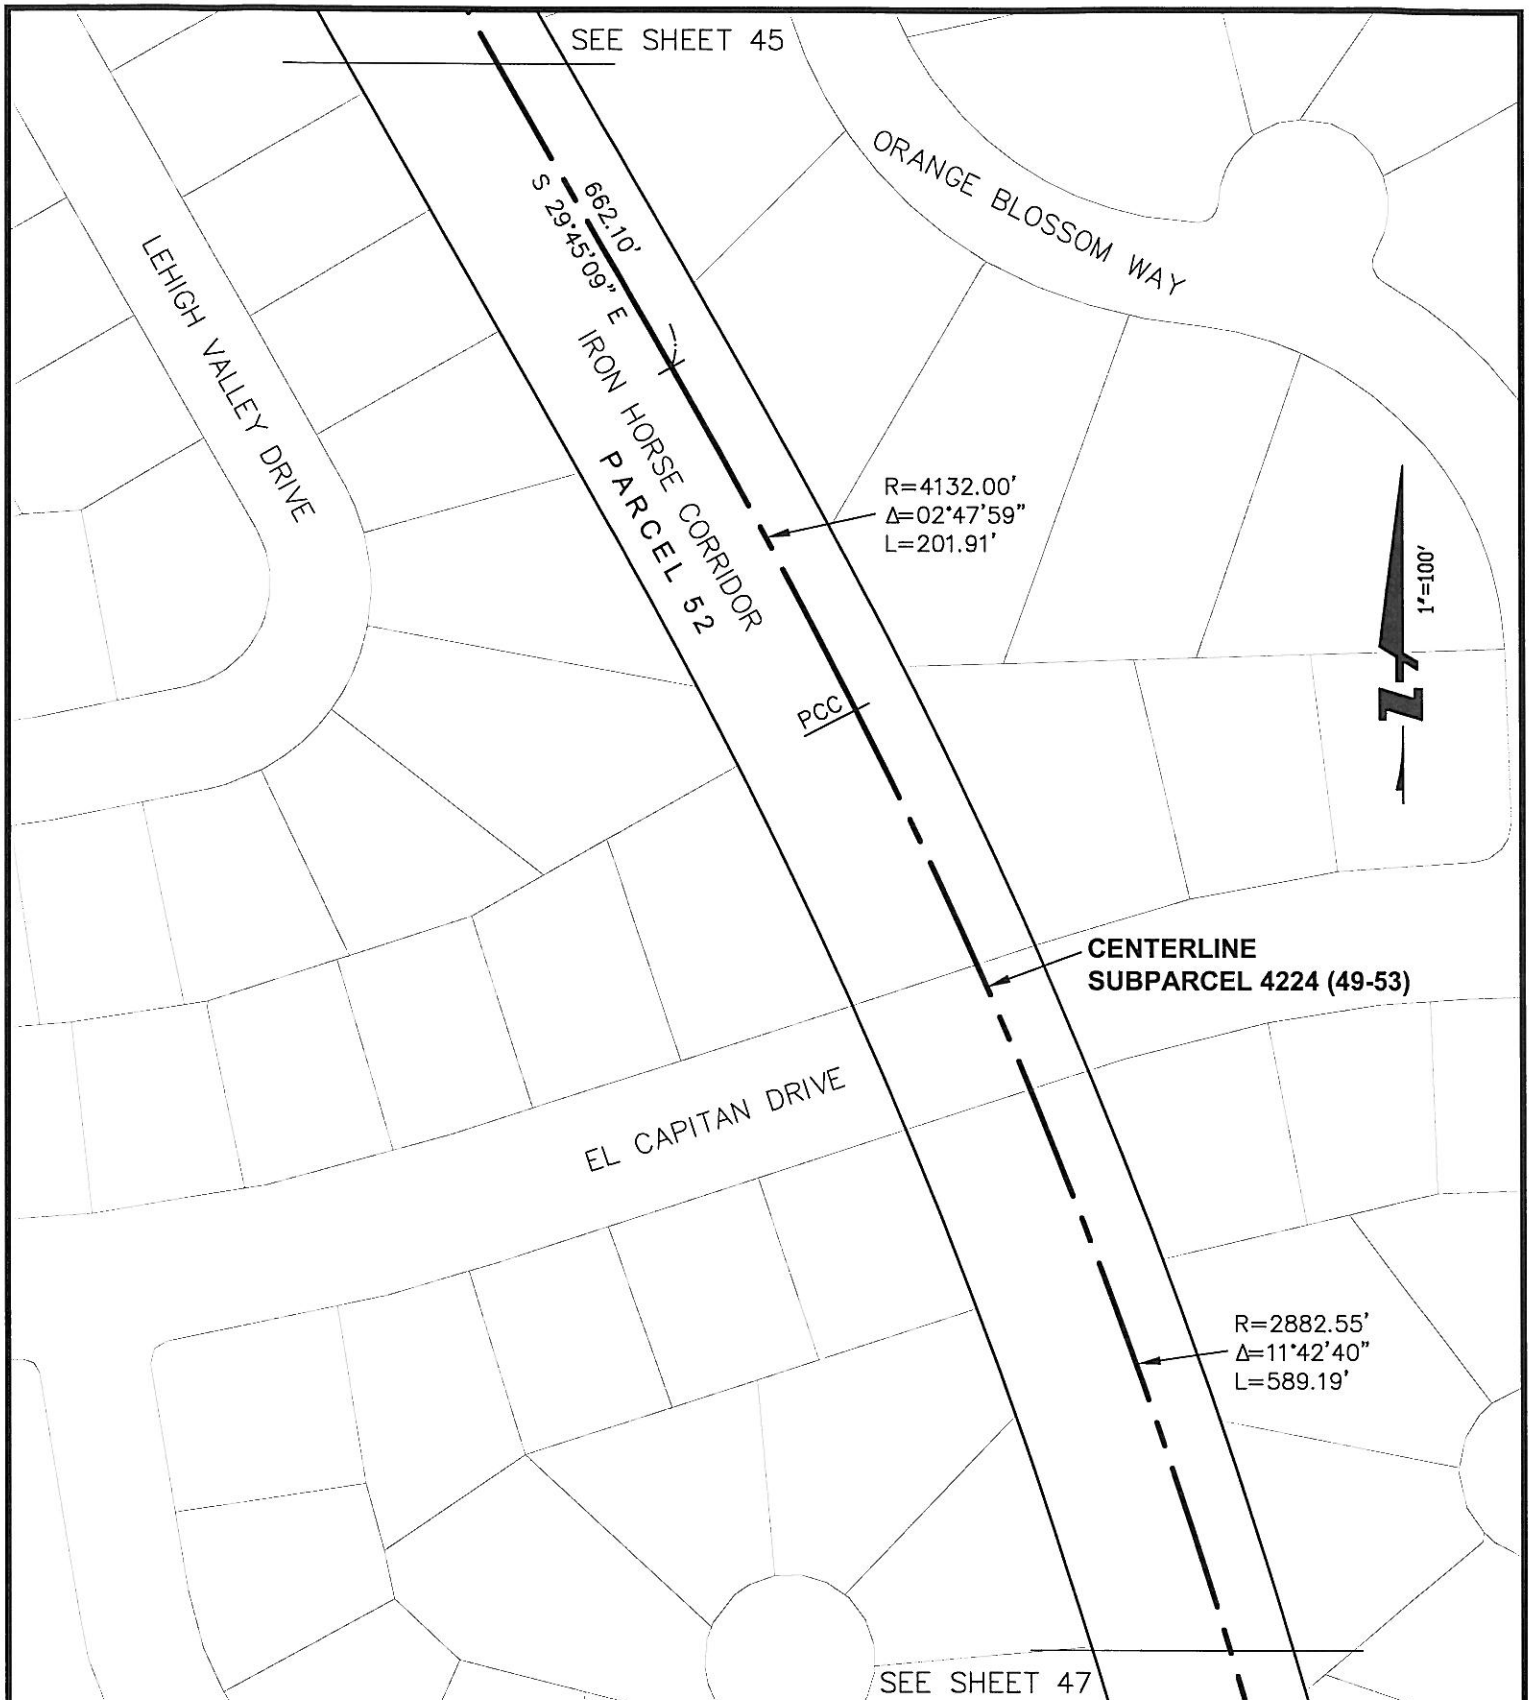 SEE SHEET 45
ORANGE BLOSSOM WAY
662.10'
S 29°45'09" E
LEHIGH VALLEY DRIVE
IRON HORSE CORRIDOR
PARCEL 52
R=4132.00'
Δ=02°47'59"
L=201.91'
1"=100'
N
PCC
CENTERLINE
SUBPARCEL 4224 (49-53)
EL CAPITAN DRIVE
R=2882.55'
Δ=11°42'40"
L=589.19'
SEE SHEET 47